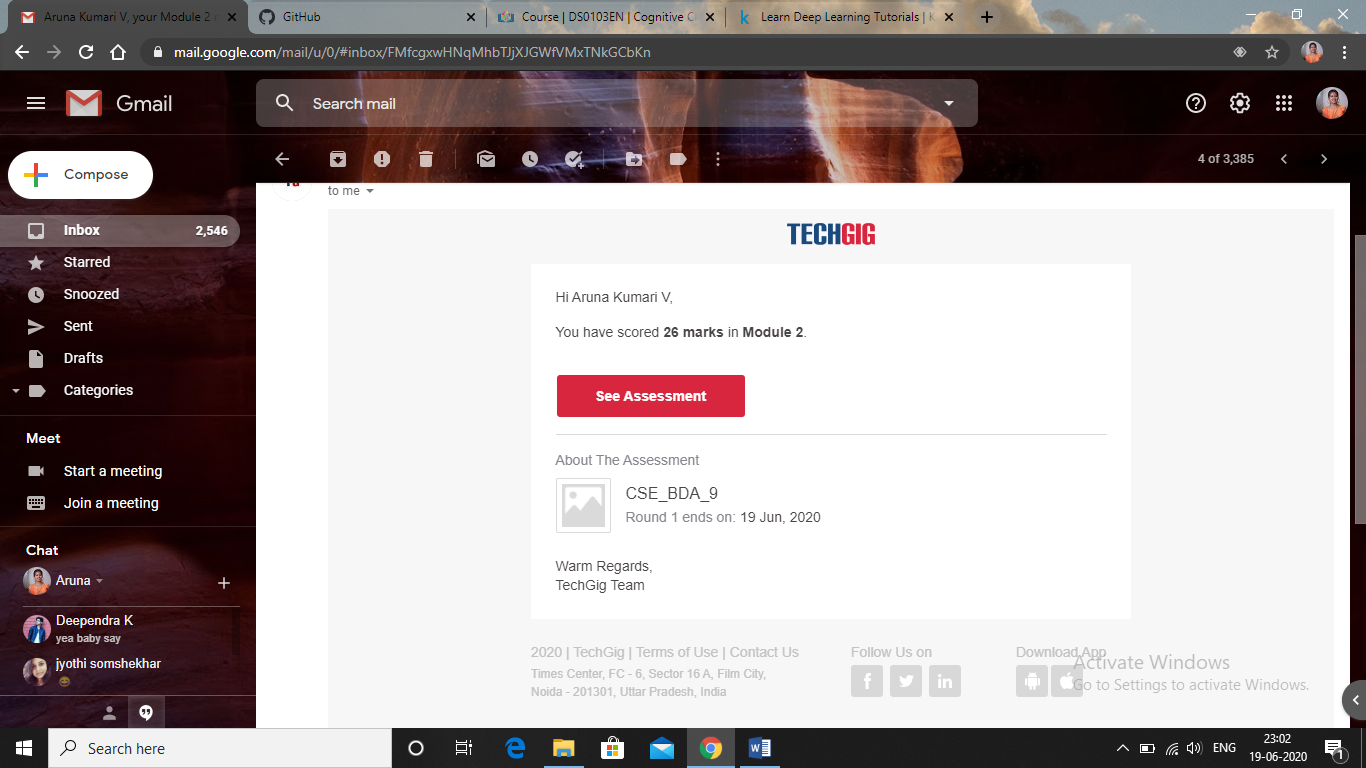 Aruna Kumari V, your Module 2
GitHub
Course | DS0103EN | Cognitive C
Learn Deep Learning Tutorials | K
mail.google.com/mail/u/0/#inbox/FMfcgxwHNqMhbTJjXJGWfVMxTNkGCbKn
Gmail
Search mail
Compose
4 of 3,385
to me
Inbox 2,546
Starred
Snoozed
Sent
Drafts
Categories
Meet
Start a meeting
Join a meeting
Chat
Aruna
Deependra K
yea baby say
jyothi somshekhar
TECHGIG
Hi Aruna Kumari V,
You have scored 26 marks in Module 2.
See Assessment
About The Assessment
CSE_BDA_9
Round 1 ends on: 19 Jun, 2020
Warm Regards,
TechGig Team
2020 | TechGig | Terms of Use | Contact Us
Times Center, FC - 6, Sector 16 A, Film City,
Noida - 201301, Uttar Pradesh, India
Follow Us on
Download App
Activate Windows
Go to Settings to activate Windows.
Search here
ENG
23:02
19-06-2020
1